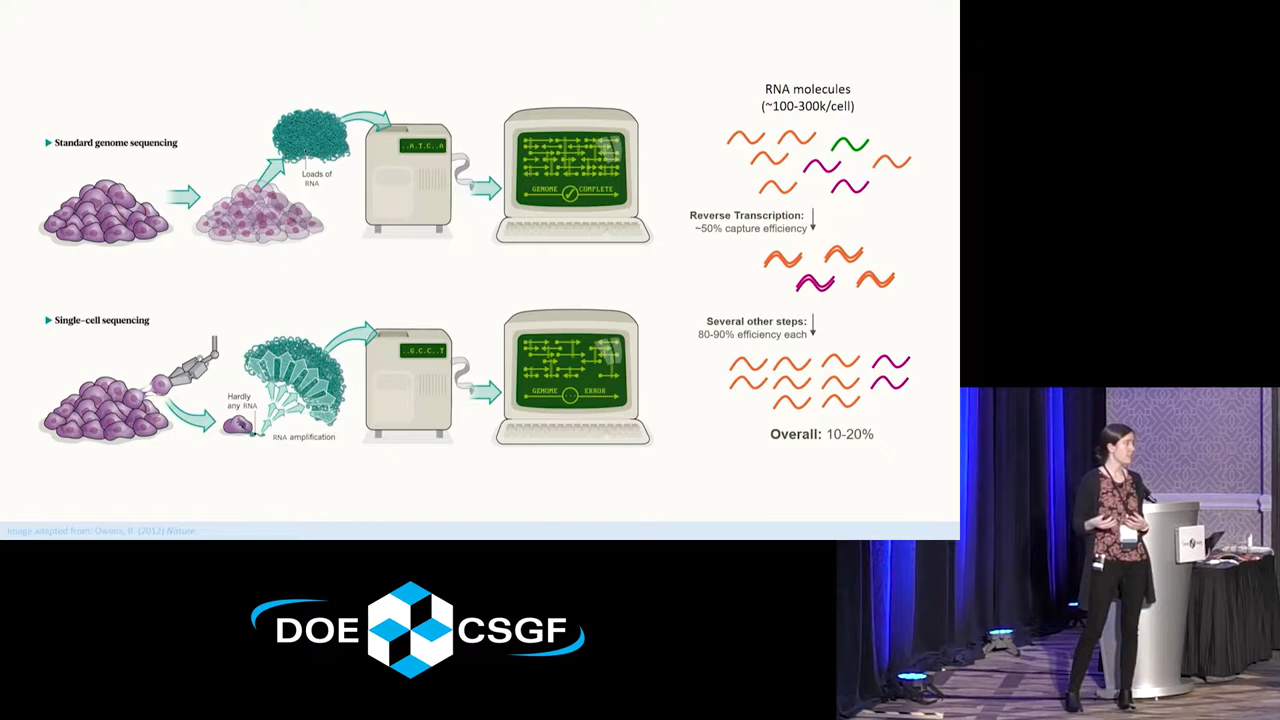 Standard genome sequencing
Loads of
RNA
..A.T.C..A
GENOME COMPLETE
Single-cell sequencing
Hardly
any RNA
RNA amplification
..G.C.C..T
GENOME ... ERROR
RNA molecules
(~100-300k/cell)
Reverse Transcription:
~50% capture efficiency
Several other steps:
80-90% efficiency each
Overall: 10-20%
Image adapted from: Owens, B. (2012) Nature.
DOE CSGF